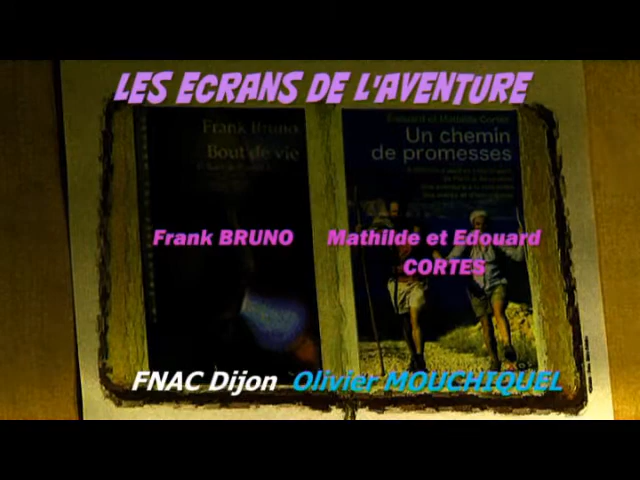 LES ECRANS DE L'AVENTURE
Frank Bruno
Bout de vie
Edouard et Mathilde Cortes
Un chemin
de promesses
Frank BRUNO
Mathilde et Edouard
CORTES
FNAC Dijon Olivier MOUCHIQUEL